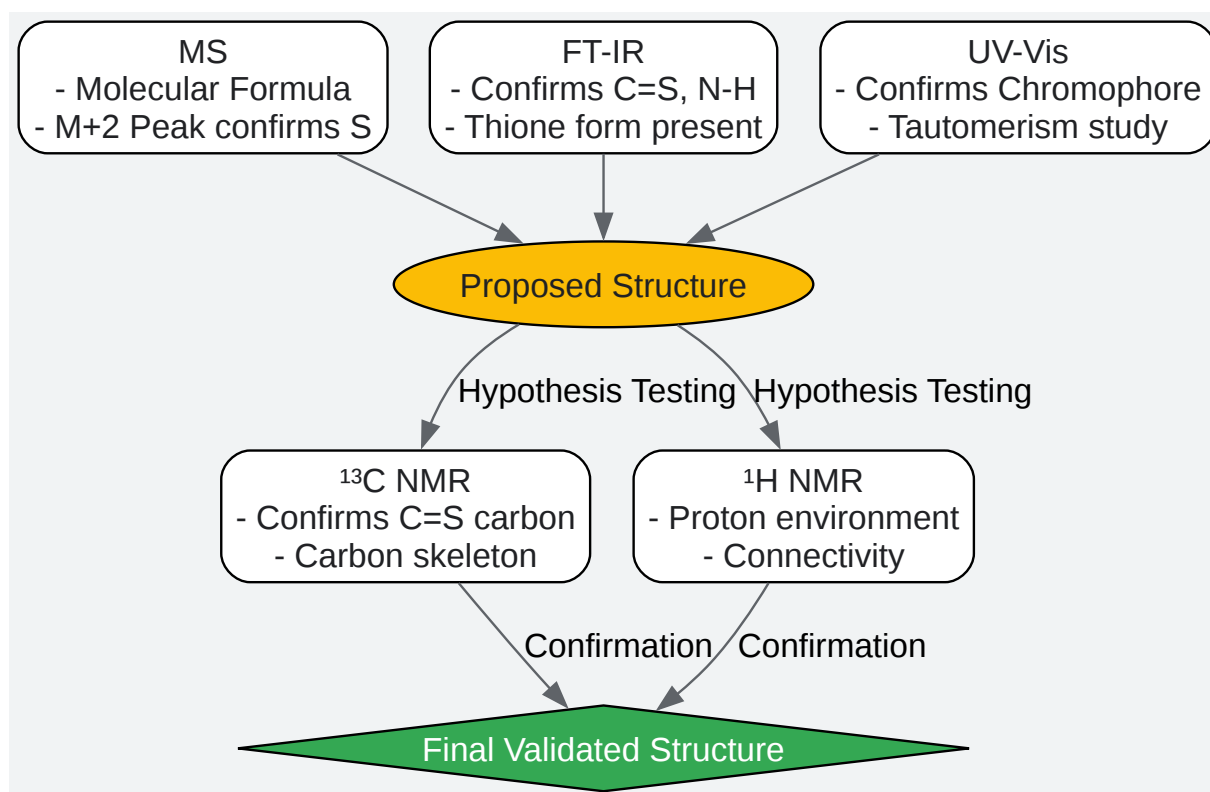 MS
- Molecular Formula
- M+2 Peak confirms S
FT-IR
- Confirms C=S, N-H
- Thione form present
UV-Vis
- Confirms Chromophore
- Tautomerism study
Proposed Structure
Hypothesis Testing
Hypothesis Testing
¹³C NMR
- Confirms C=S carbon
- Carbon skeleton
¹H NMR
- Proton environment
- Connectivity
Confirmation
Confirmation
Final Validated Structure